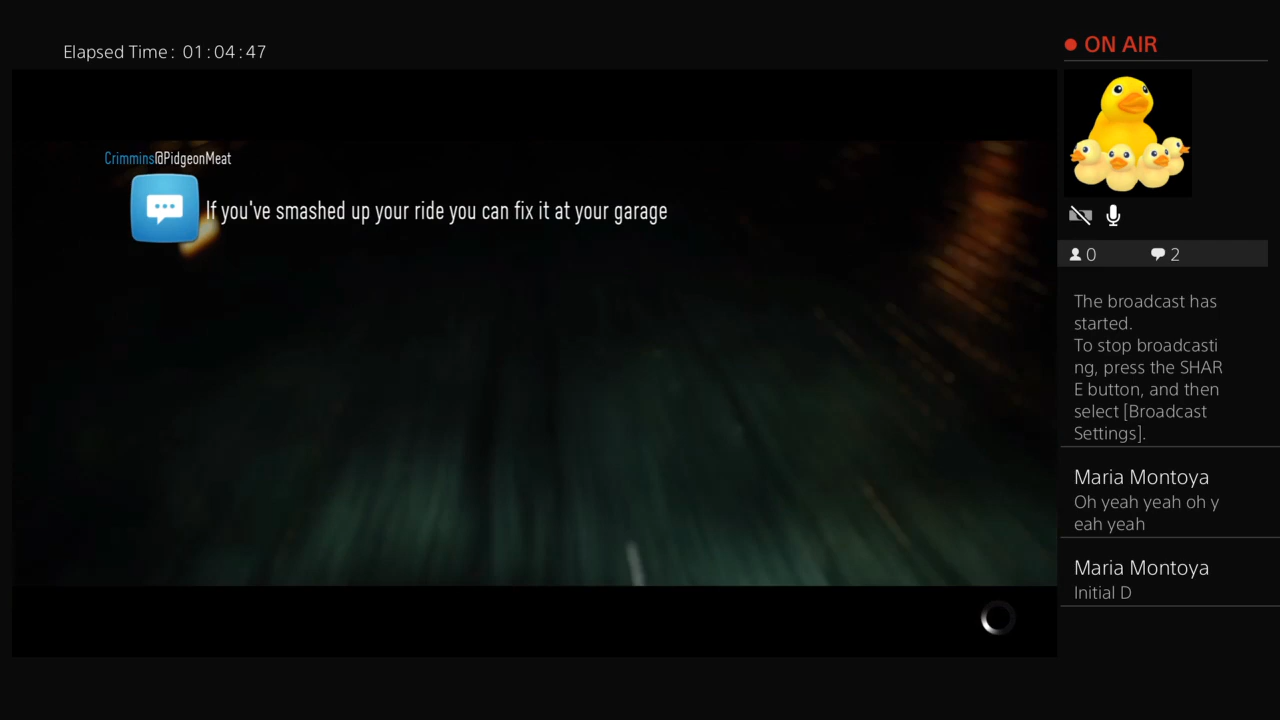 Elapsed Time: 01:04:47
ON AIR
Crimmins@PidgeonMeat
If you've smashed up your ride you can fix it at your garage
0 2
The broadcast has
started.
To stop broadcasti
ng, press the SHAR
E button, and then
select [Broadcast
Settings].
Maria Montoya
Oh yeah yeah oh y
eah yeah
Maria Montoya
Initial D